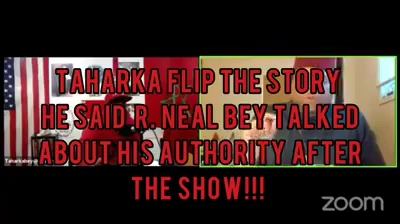 TAHARKA FLIP THE STORY
HE SAID R. NEAL BEY TALKED
ABOUT HIS AUTHORITY AFTER
THE SHOW!!!
zoom